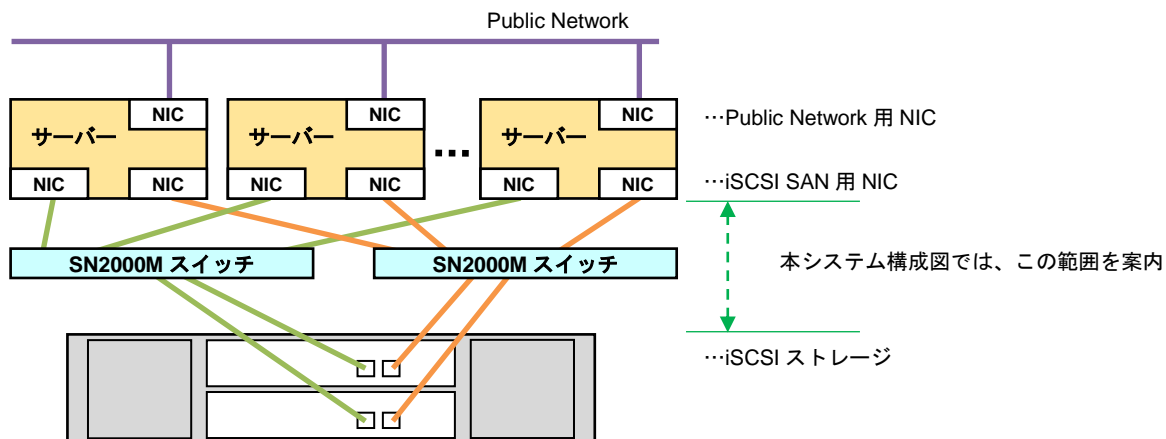 Public Network
NIC
NIC
NIC
…Public Network 用 NIC
サーバー
サーバー
…
サーバー
NIC
NIC
NIC
NIC
NIC
NIC
…iSCSI SAN 用 NIC
SN2000M スイッチ
SN2000M スイッチ
本システム構成図では、この範囲を案内
…iSCSI ストレージ